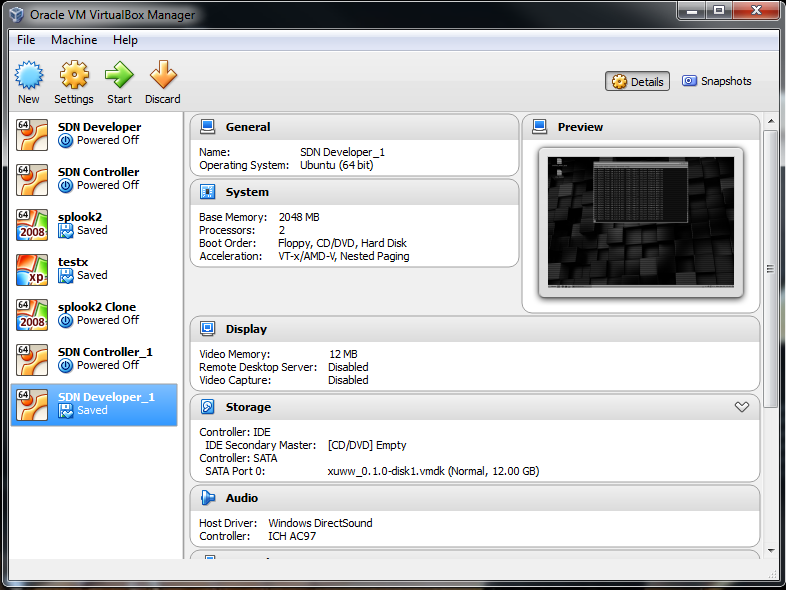 Oracle VM VirtualBox Manager
File Machine Help
New Settings Start Discard
Details Snapshots
64 SDN Developer
Powered Off
64 SDN Controller
Powered Off
64 2008 splook2
Saved
xp testx
Saved
64 2008 splook2 Clone
Powered Off
64 SDN Controller_1
Powered Off
64 SDN Developer_1
Saved
General
Name: SDN Developer_1
Operating System: Ubuntu (64 bit)
System
Base Memory: 2048 MB
Processors: 2
Boot Order: Floppy, CD/DVD, Hard Disk
Acceleration: VT-x/AMD-V, Nested Paging
Preview
Display
Video Memory: 12 MB
Remote Desktop Server: Disabled
Video Capture: Disabled
Storage
Controller: IDE
IDE Secondary Master: [CD/DVD] Empty
Controller: SATA
SATA Port 0: xuww_0.1.0-disk1.vmdk (Normal, 12.00 GB)
Audio
Host Driver: Windows DirectSound
Controller: ICH AC97